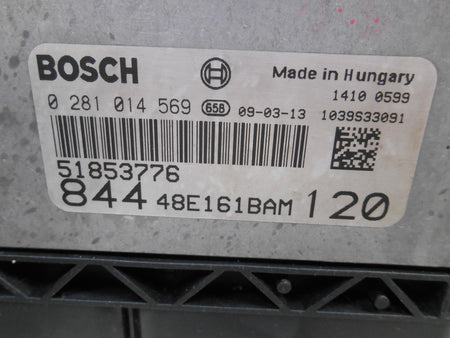 BOSCH Made in Hungary
1410 0599
0 281 014 569 658 09-03-13 1039S33091
51853776
844 48E161BAM 120